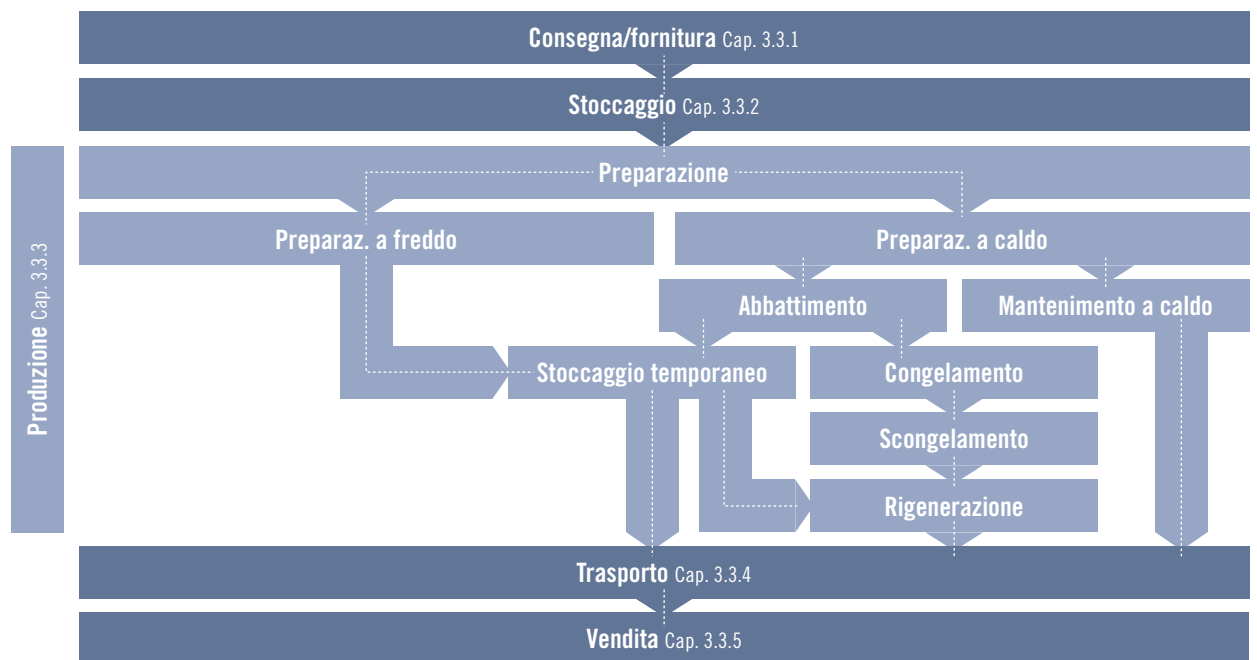 Consegna/fornitura Cap. 3.3.1
Stoccaggio Cap. 3.3.2
Produzione Cap. 3.3.3
Preparazione
Preparaz. a freddo
Preparaz. a caldo
Abbattimento
Mantenimento a caldo
Stoccaggio temporaneo
Congelamento
Scongelamento
Rigenerazione
Trasporto Cap. 3.3.4
Vendita Cap. 3.3.5